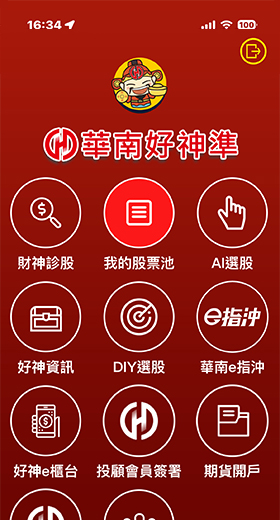 16:34
100
華南好神準
財神診股 我的股票池 AI選股
e指沖
好神資訊 DIY選股 華南e指沖
好神e櫃台 投顧會員簽署 期貨開戶